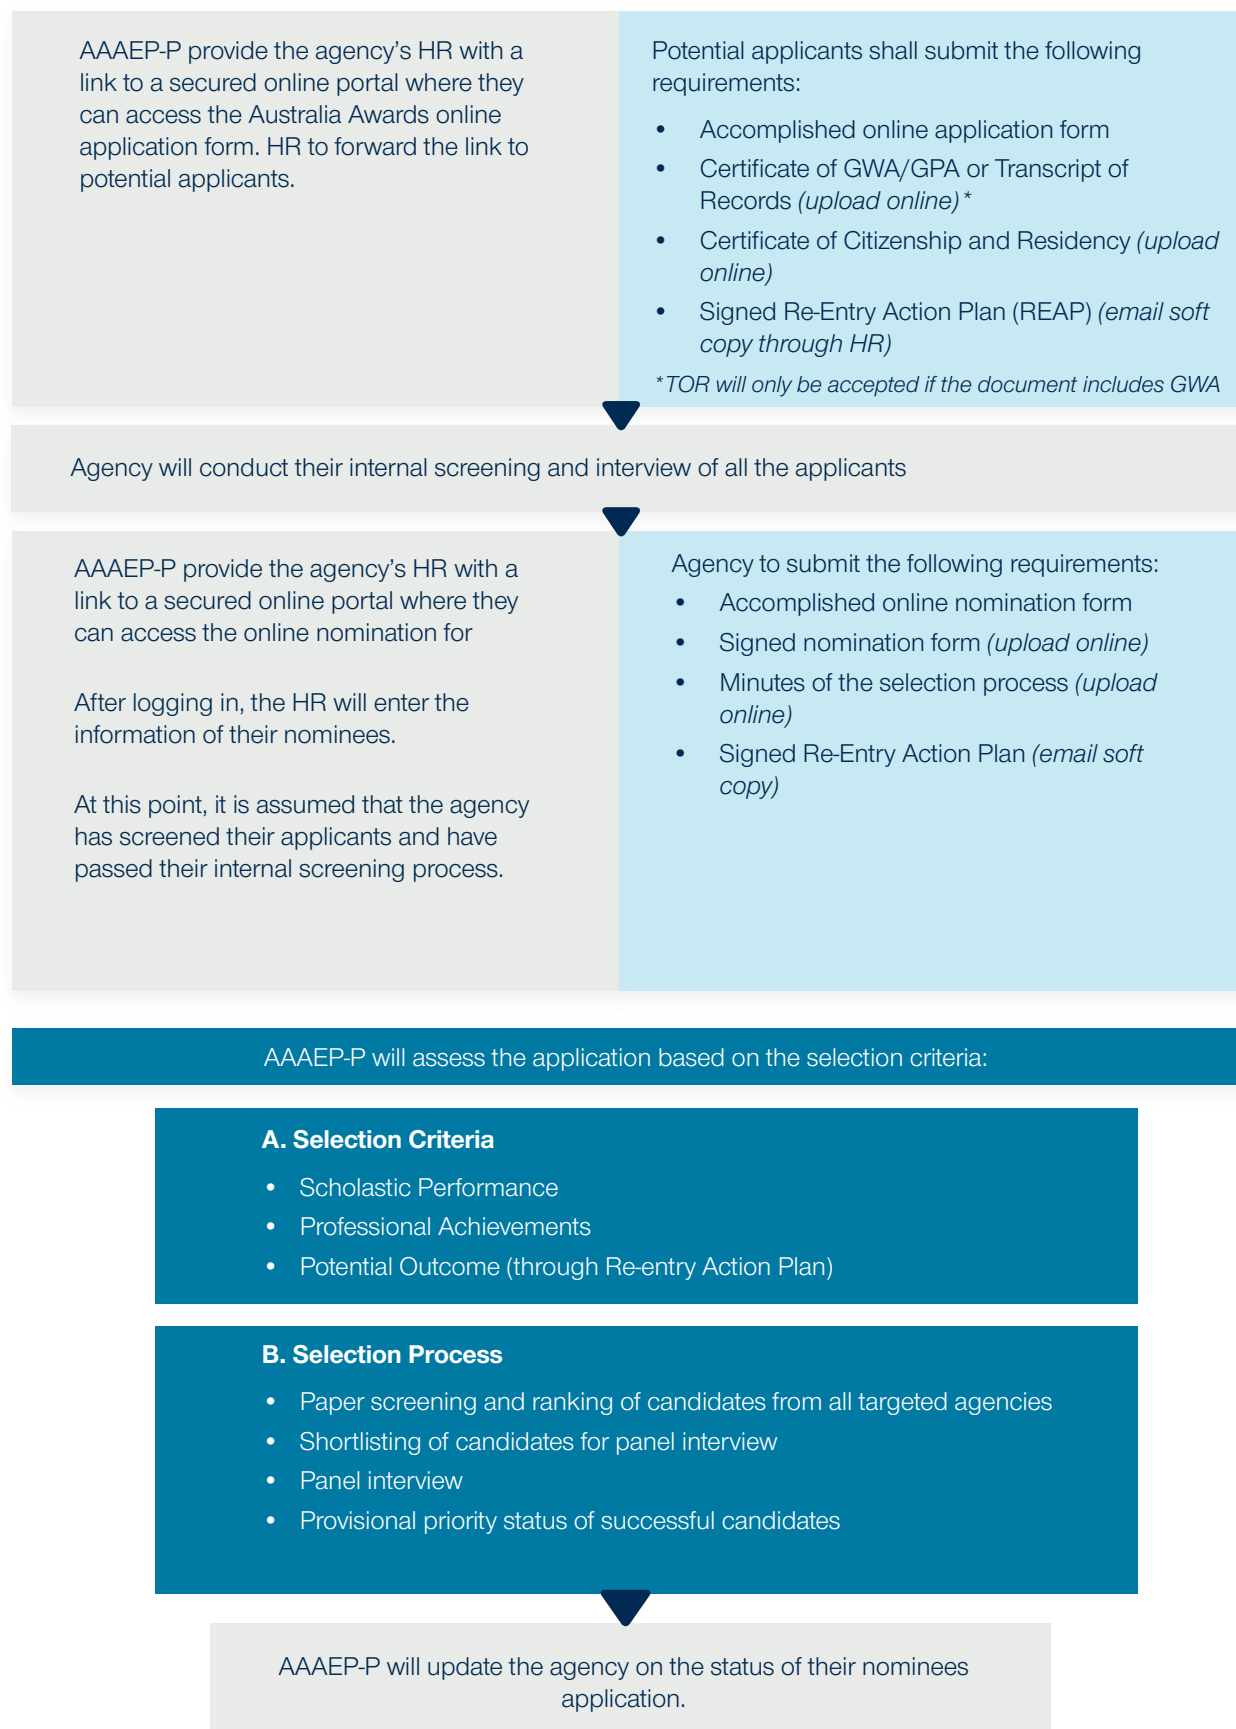 AAAEP-P provide the agency’s HR with a
link to a secured online portal where they
can access the Australia Awards online
application form. HR to forward the link to
potential applicants.
Potential applicants shall submit the following
requirements:
• Accomplished online application form
• Certificate of GWA/GPA or Transcript of
Records (upload online)*
• Certificate of Citizenship and Residency (upload
online)
• Signed Re-Entry Action Plan (REAP) (email soft
copy through HR)
*TOR will only be accepted if the document includes GWA
Agency will conduct their internal screening and interview of all the applicants
AAAEP-P provide the agency’s HR with a
link to a secured online portal where they
can access the online nomination for
After logging in, the HR will enter the
information of their nominees.
At this point, it is assumed that the agency
has screened their applicants and have
passed their internal screening process.
Agency to submit the following requirements:
• Accomplished online nomination form
• Signed nomination form (upload online)
• Minutes of the selection process (upload
online)
• Signed Re-Entry Action Plan (email soft
copy)
AAAEP-P will assess the application based on the selection criteria:
A. Selection Criteria
• Scholastic Performance
• Professional Achievements
• Potential Outcome (through Re-entry Action Plan)
B. Selection Process
• Paper screening and ranking of candidates from all targeted agencies
• Shortlisting of candidates for panel interview
• Panel interview
• Provisional priority status of successful candidates
AAAEP-P will update the agency on the status of their nominees
application.